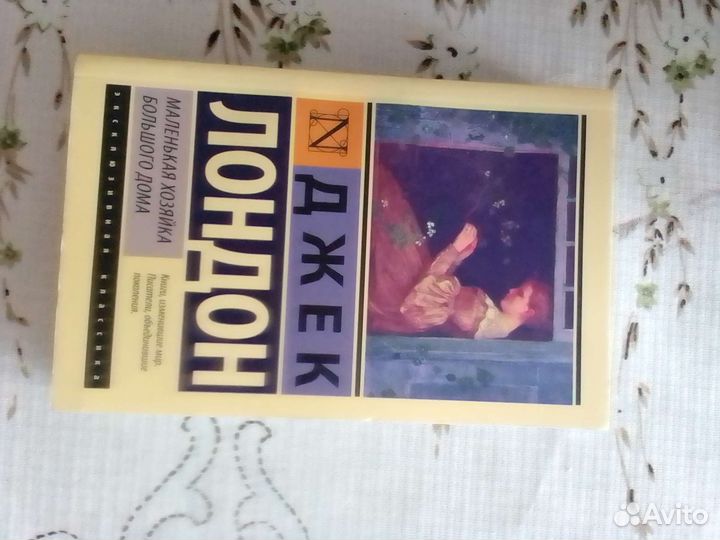 ДЖЕК
ЛОНДОН
МАЛЕНЬКАЯ ХОЗЯЙКА
БОЛЬШОГО ДОМА
Книги, изменившие мир.
Писатели, объединившие
поколения.
ЭКСКЛЮЗИВНАЯ КЛАССИКА
Avito